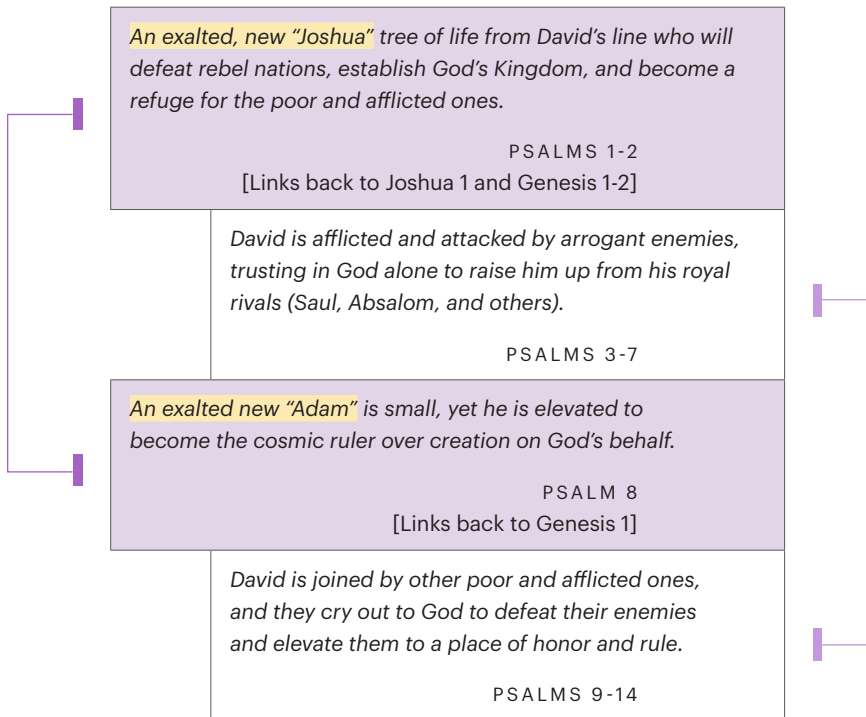 An exalted, new “Joshua” tree of life from David’s line who will
defeat rebel nations, establish God’s Kingdom, and become a
refuge for the poor and afflicted ones.
PSALMS 1-2
[Links back to Joshua 1 and Genesis 1-2]
David is afflicted and attacked by arrogant enemies,
trusting in God alone to raise him up from his royal
rivals (Saul, Absalom, and others).
PSALMS 3-7
An exalted new “Adam” is small, yet he is elevated to
become the cosmic ruler over creation on God’s behalf.
PSALM 8
[Links back to Genesis 1]
David is joined by other poor and afflicted ones,
and they cry out to God to defeat their enemies
and elevate them to a place of honor and rule.
PSALMS 9-14